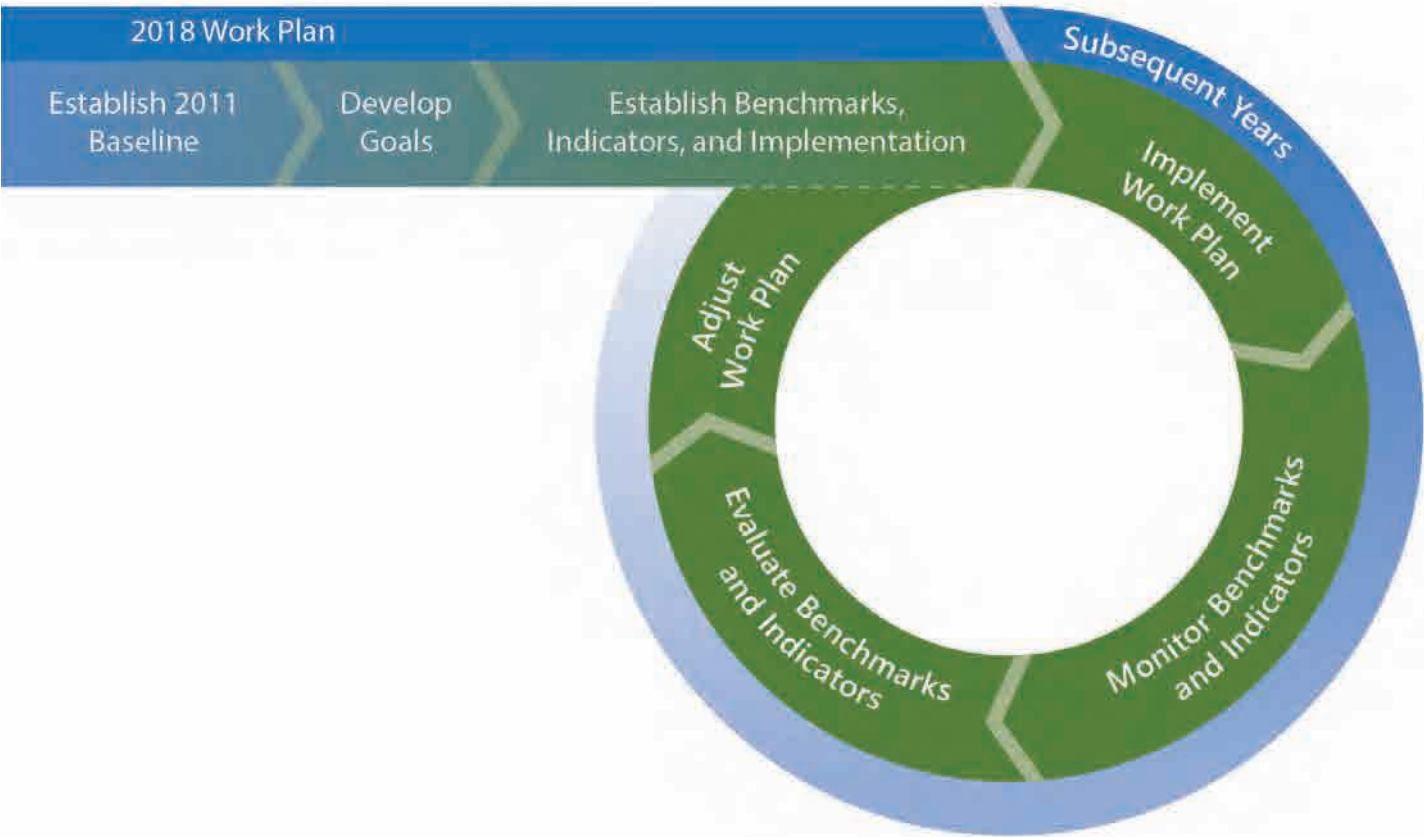 2018 Work Plan
Subsequent Years
Establish 2011
Baseline
Develop
Goals
Establish Benchmarks,
Indicators, and Implementation
Implement
Work Plan
Monitor Benchmarks
and Indicators
Evaluate Benchmarks
and Indicators
Adjust
Work Plan